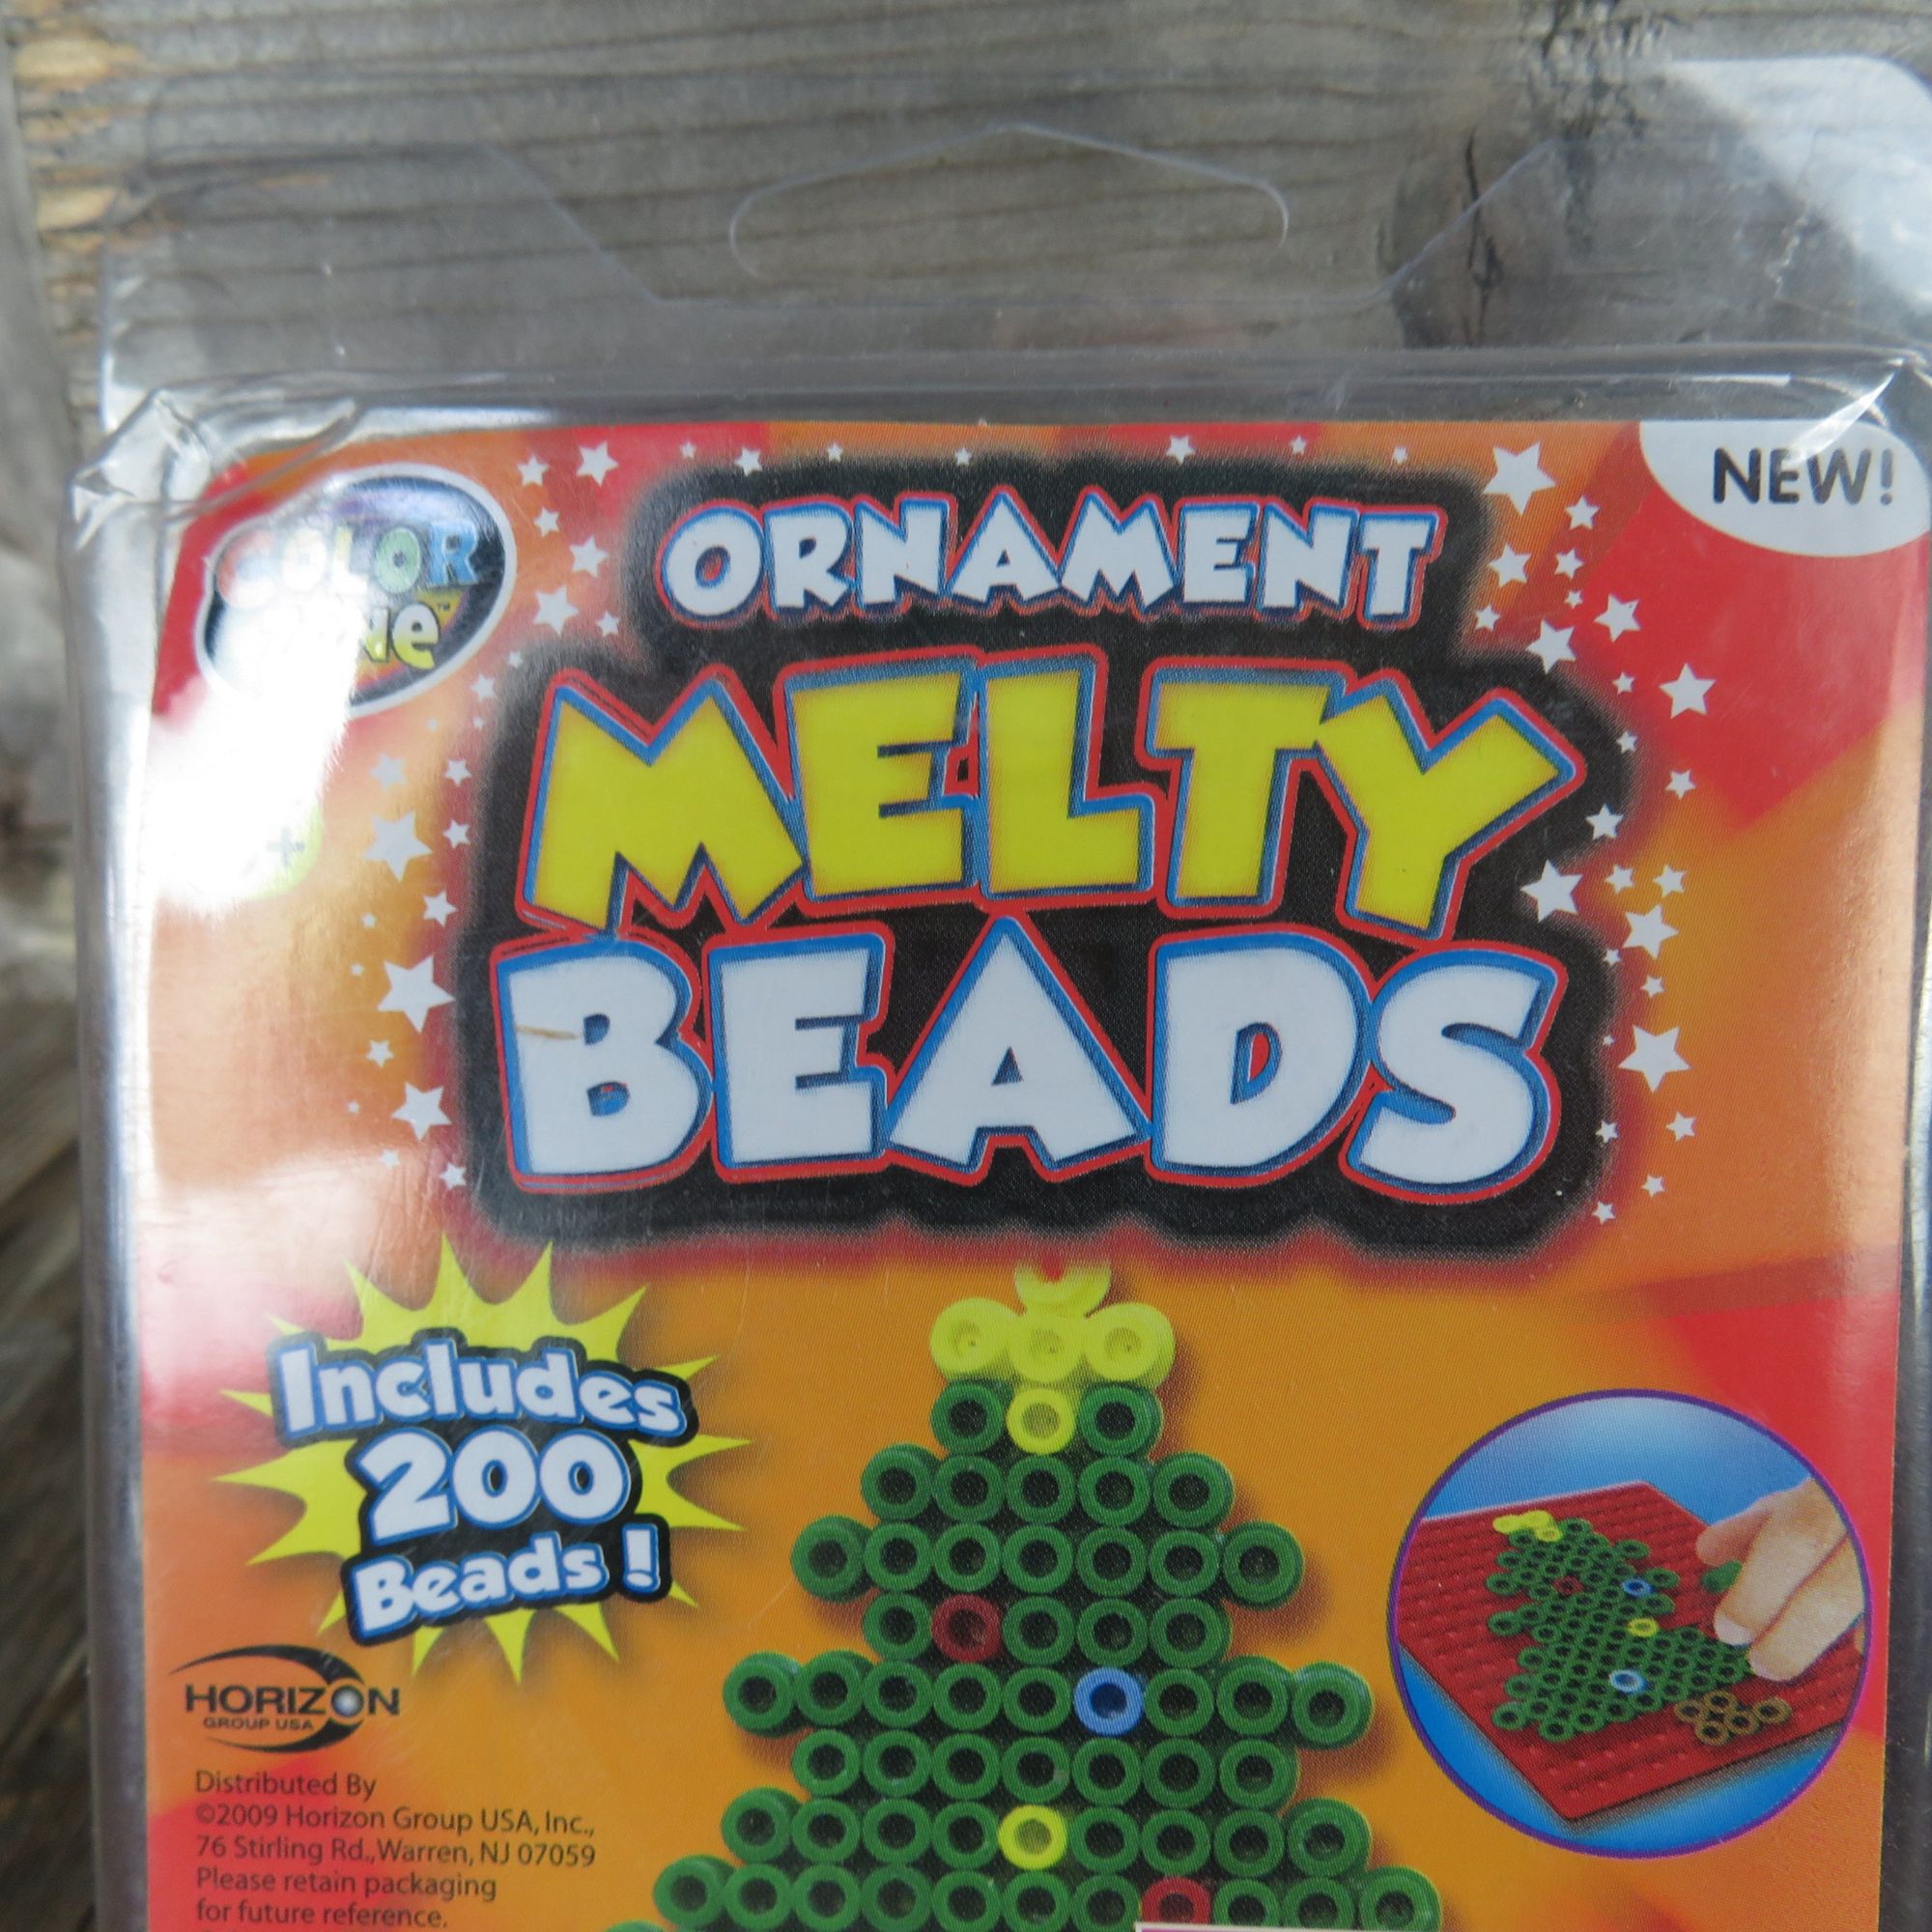 NEW!
COLOR
ORNAMENT
MELTY
BEADS
Includes
200
Beads!
HORIZON
GROUP USA
Distributed By
©2009 Horizon Group USA, Inc.,
76 Stirling Rd., Warren, NJ 07059
Please retain packaging
for future reference.